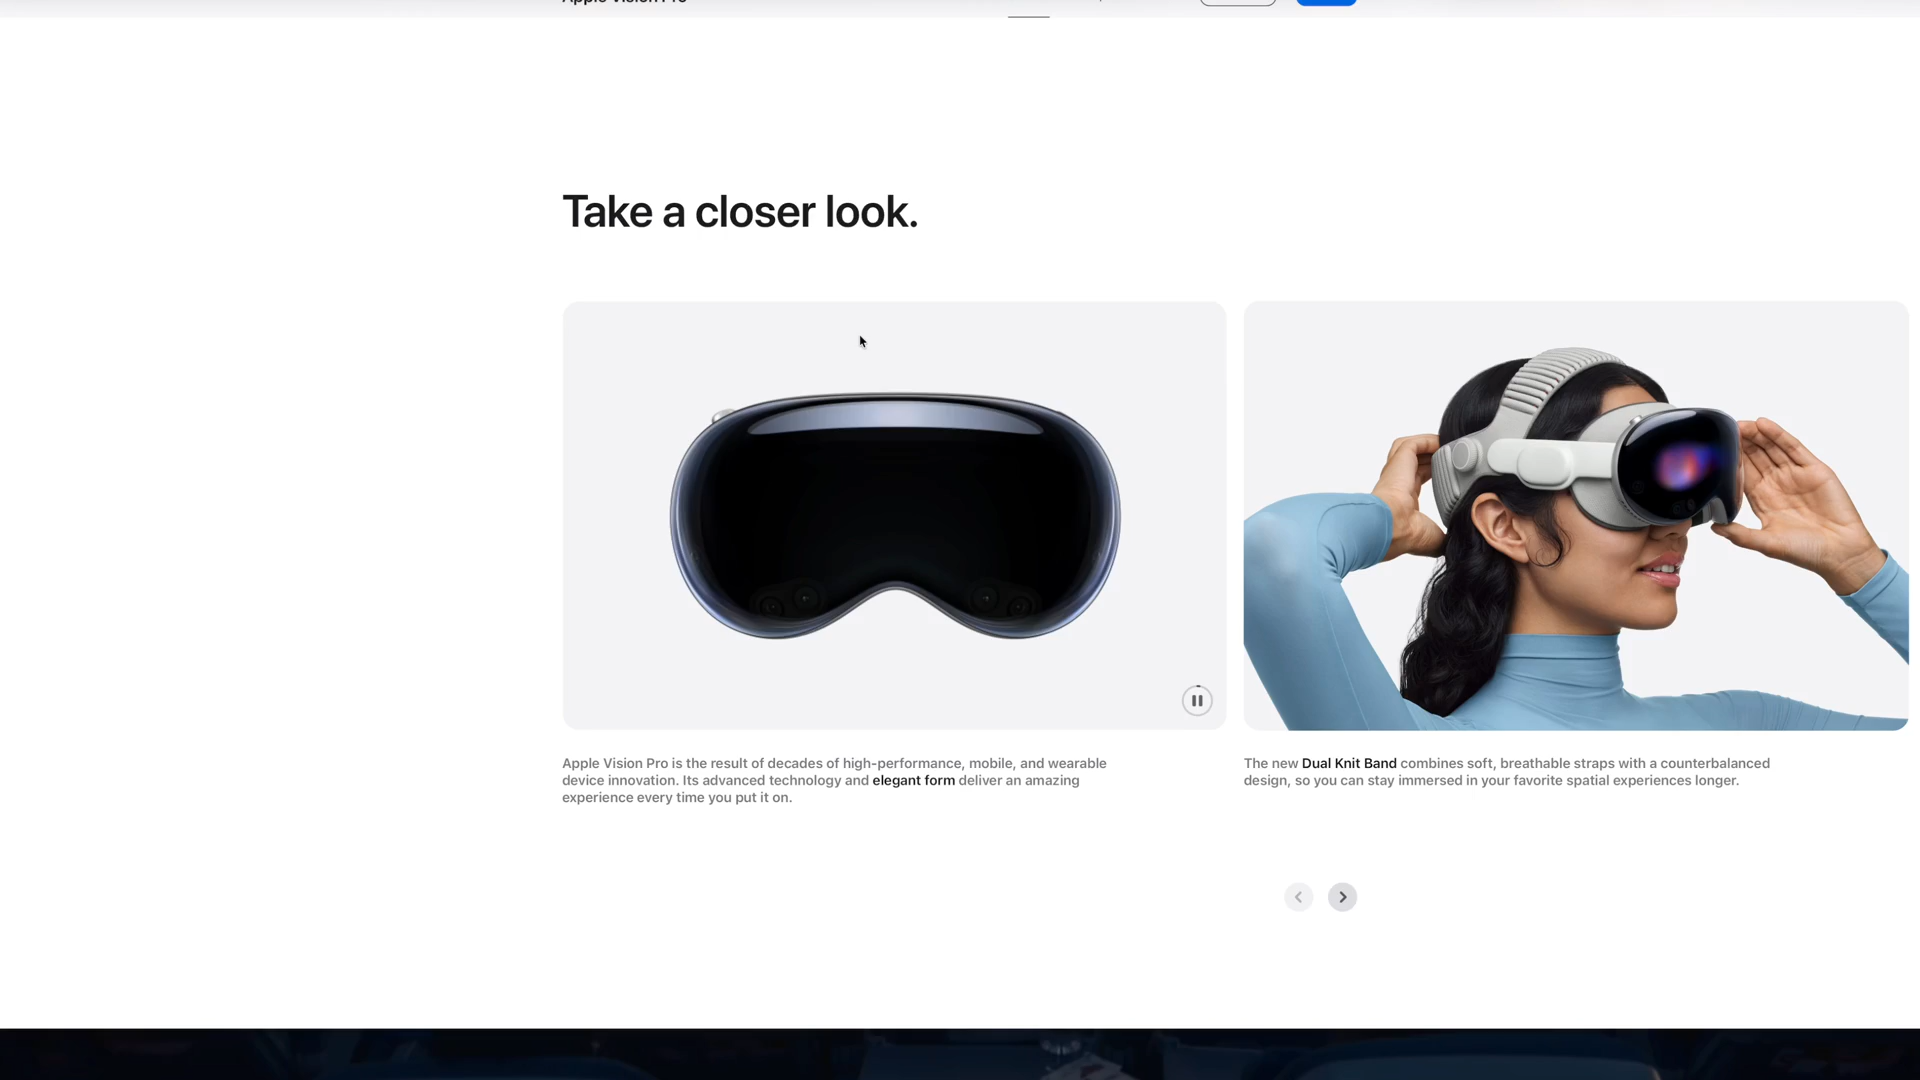 Apple Vision Pro
Take a closer look.
Apple Vision Pro is the result of decades of high-performance, mobile, and wearable
device innovation. Its advanced technology and elegant form deliver an amazing
experience every time you put it on.
The new Dual Knit Band combines soft, breathable straps with a counterbalanced
design, so you can stay immersed in your favorite spatial experiences longer.